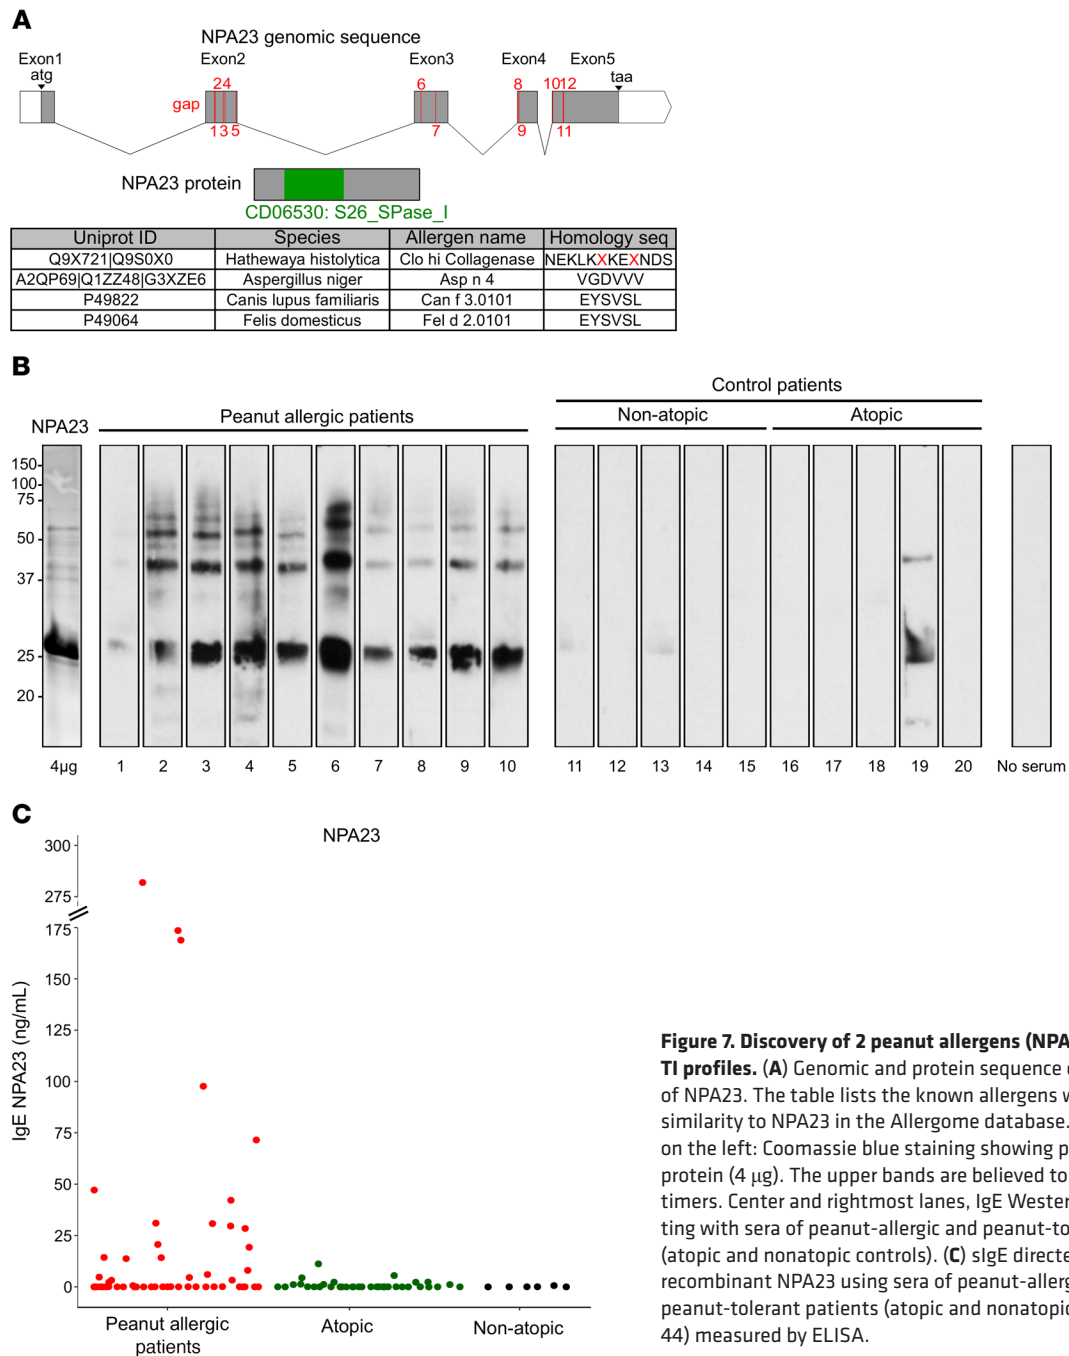 A
NPA23 genomic sequence
Exon1 Exon2 Exon3 Exon4 Exon5
atg 24 6 8 1012 taa
gap
13 5 7 9 11
NPA23 protein
CD06530: S26_SPase_I
Uniprot ID Species Allergen name Homology seq
Q9X721|Q9S0X0 Hathewaya histolytica Clo hi Collagenase NEKLKXKEXNDS
A2QP69|Q1ZZ48|G3XZE6 Aspergillus niger Asp n 4 VGDVVV
P49822 Canis lupus familiaris Can f 3.0101 EYSVSL
P49064 Felis domesticus Fel d 2.0101 EYSVSL
B
Control patients
NPA23 Peanut allergic patients Non-atopic Atopic
150
100
75
50
37
25
20
4µg 1 2 3 4 5 6 7 8 9 10 11 12 13 14 15 16 17 18 19 20 No serum
C
NPA23
IgE NPA23 (ng/mL)
300
275
175
150
125
100
75
50
25
0
Peanut allergic patients Atopic Non-atopic
Figure 7. Discovery of 2 peanut allergens (NPA
TI profiles. (A) Genomic and protein sequence
of NPA23. The table lists the known allergens
similarity to NPA23 in the Allergome database.
on the left: Coomassie blue staining showing
protein (4 µg). The upper bands are believed to
timers. Center and rightmost lanes, IgE Wester
ting with sera of peanut-allergic and peanut-to
(atopic and nonatopic controls). (C) sIgE directe
recombinant NPA23 using sera of peanut-allerg
peanut-tolerant patients (atopic and nonatopic
44) measured by ELISA.